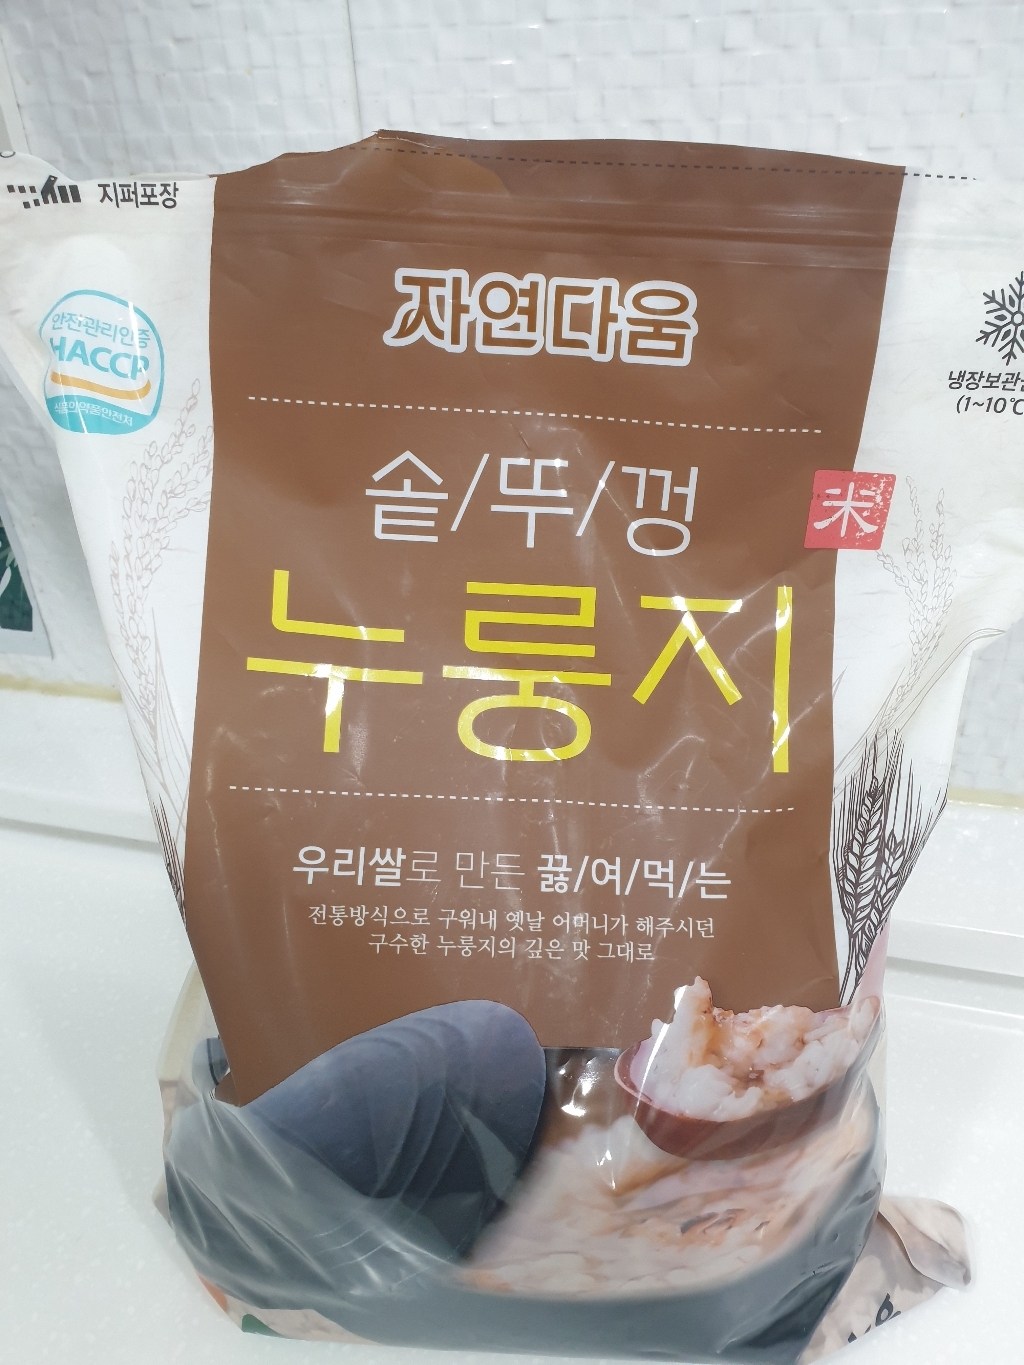 지퍼포장
안전관리인증
HACCP
식품의약품안전처
자연다움
냉장보관
(1~10℃
솥/뚜/껑
米
누룽지
우리쌀로 만든 끓/여/먹/는
전통방식으로 구워내 옛날 어머니가 해주시던
구수한 누룽지의 깊은 맛 그대로